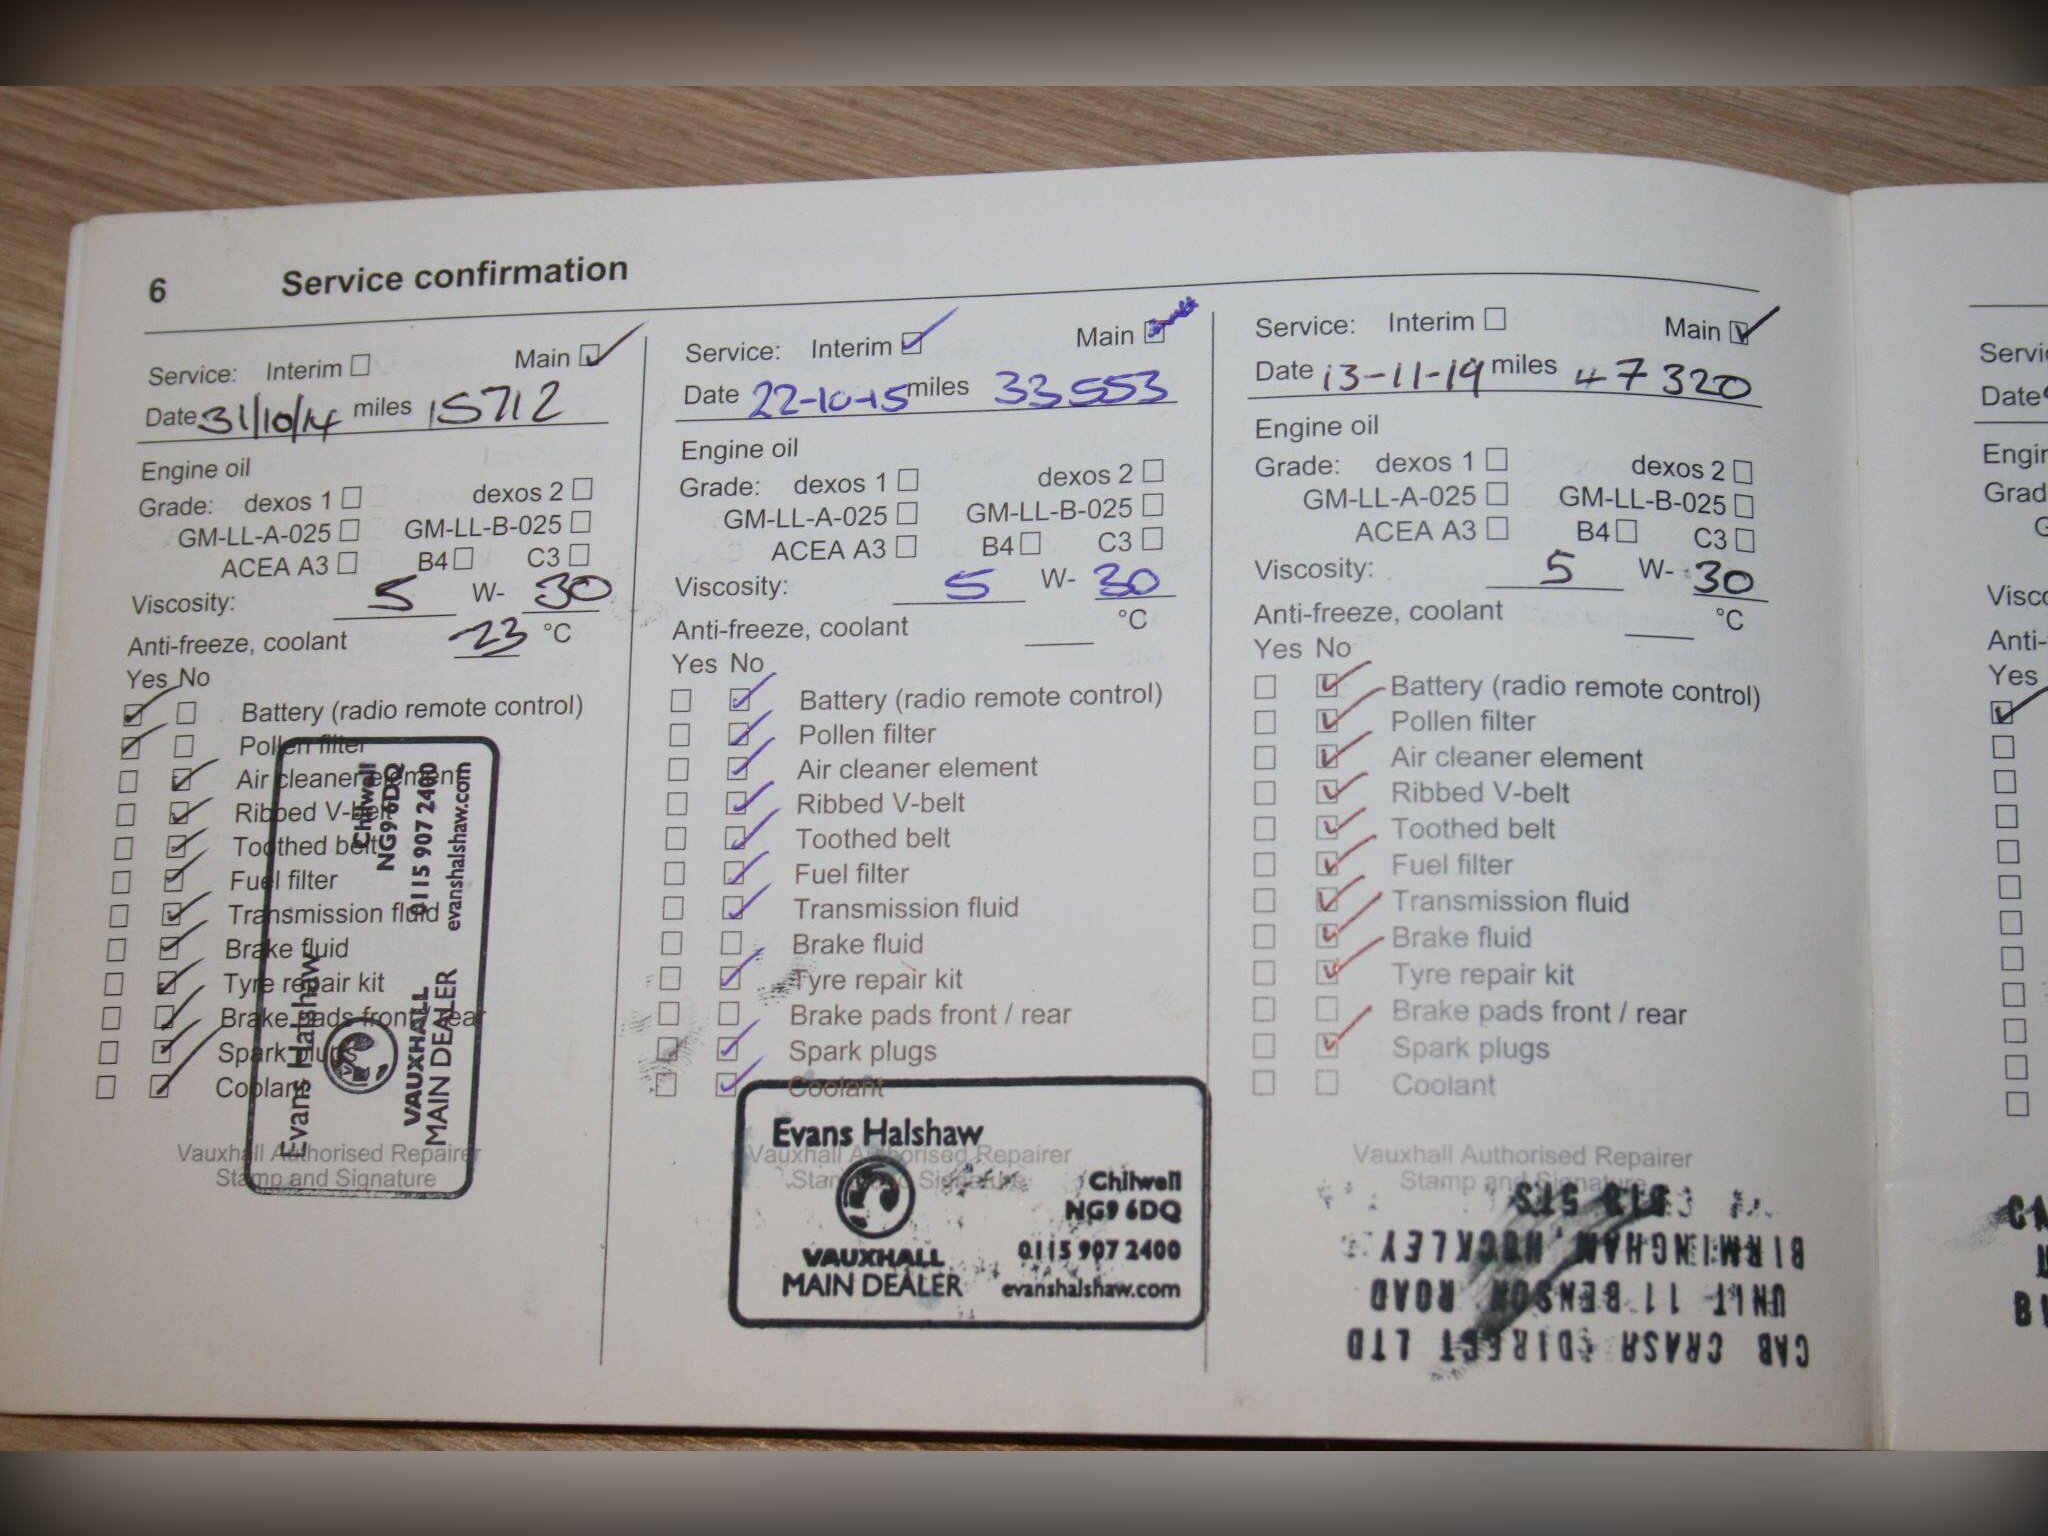 6 Service confirmation
Service: Interim Main
Date 31/10/14 miles 15712
Engine oil
Grade: dexos 1 dexos 2
GM-LL-A-025 GM-LL-B-025
ACEA A3 B4 C3
Viscosity: 5 W- 30
Anti-freeze, coolant -23 °C
Yes No
Battery (radio remote control)
Pollen filter
Air cleaner element
Ribbed V-belt
Toothed belt
Fuel filter
Transmission fluid
Brake fluid
Tyre repair kit
Brake pads front / rear
Spark plugs
Coolant
Vauxhall Authorised Repairer
Stamp and Signature
Evans Halshaw
VAUXHALL
MAIN DEALER
Chilwell
NG9 6DQ
0115 907 2400
evanshalshaw.com
Service: Interim Main
Date 22-10-15 miles 33553
Engine oil
Grade: dexos 1 dexos 2
GM-LL-A-025 GM-LL-B-025
ACEA A3 B4 C3
Viscosity: 5 W- 30
Anti-freeze, coolant °C
Yes No
Battery (radio remote control)
Pollen filter
Air cleaner element
Ribbed V-belt
Toothed belt
Fuel filter
Transmission fluid
Brake fluid
Tyre repair kit
Brake pads front / rear
Spark plugs
Coolant
Vauxhall Authorised Repairer
Stamp and Signature
Evans Halshaw
VAUXHALL
MAIN DEALER
Chilwell
NG9 6DQ
0115 907 2400
evanshalshaw.com
Service: Interim Main
Date 13-11-19 miles 47320
Engine oil
Grade: dexos 1 dexos 2
GM-LL-A-025 GM-LL-B-025
ACEA A3 B4 C3
Viscosity: 5 W- 30
Anti-freeze, coolant °C
Yes No
Battery (radio remote control)
Pollen filter
Air cleaner element
Ribbed V-belt
Toothed belt
Fuel filter
Transmission fluid
Brake fluid
Tyre repair kit
Brake pads front / rear
Spark plugs
Coolant
Vauxhall Authorised Repairer
Stamp and Signature
CAB CRASH DIRECT LTD
UNIT 11 BENSON ROAD
BIRMINGHAM, HOCKLEY
5TS
Date
Yes